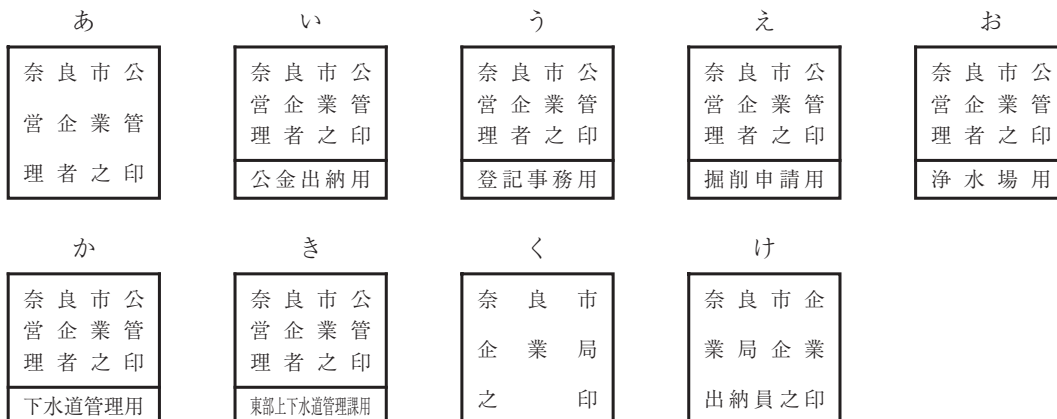 あ
奈良市公
営企業管
理者之印
い
奈良市公
営企業管
理者之印
公金出納用
う
奈良市公
営企業管
理者之印
登記事務用
え
奈良市公
営企業管
理者之印
掘削申請用
お
奈良市公
営企業管
理者之印
浄水場用
か
奈良市公
営企業管
理者之印
下水道管理用
き
奈良市公
営企業管
理者之印
東部上下水道管理課用
く
奈良市
企業局
之印
け
奈良市企
業局企業
出納員之印